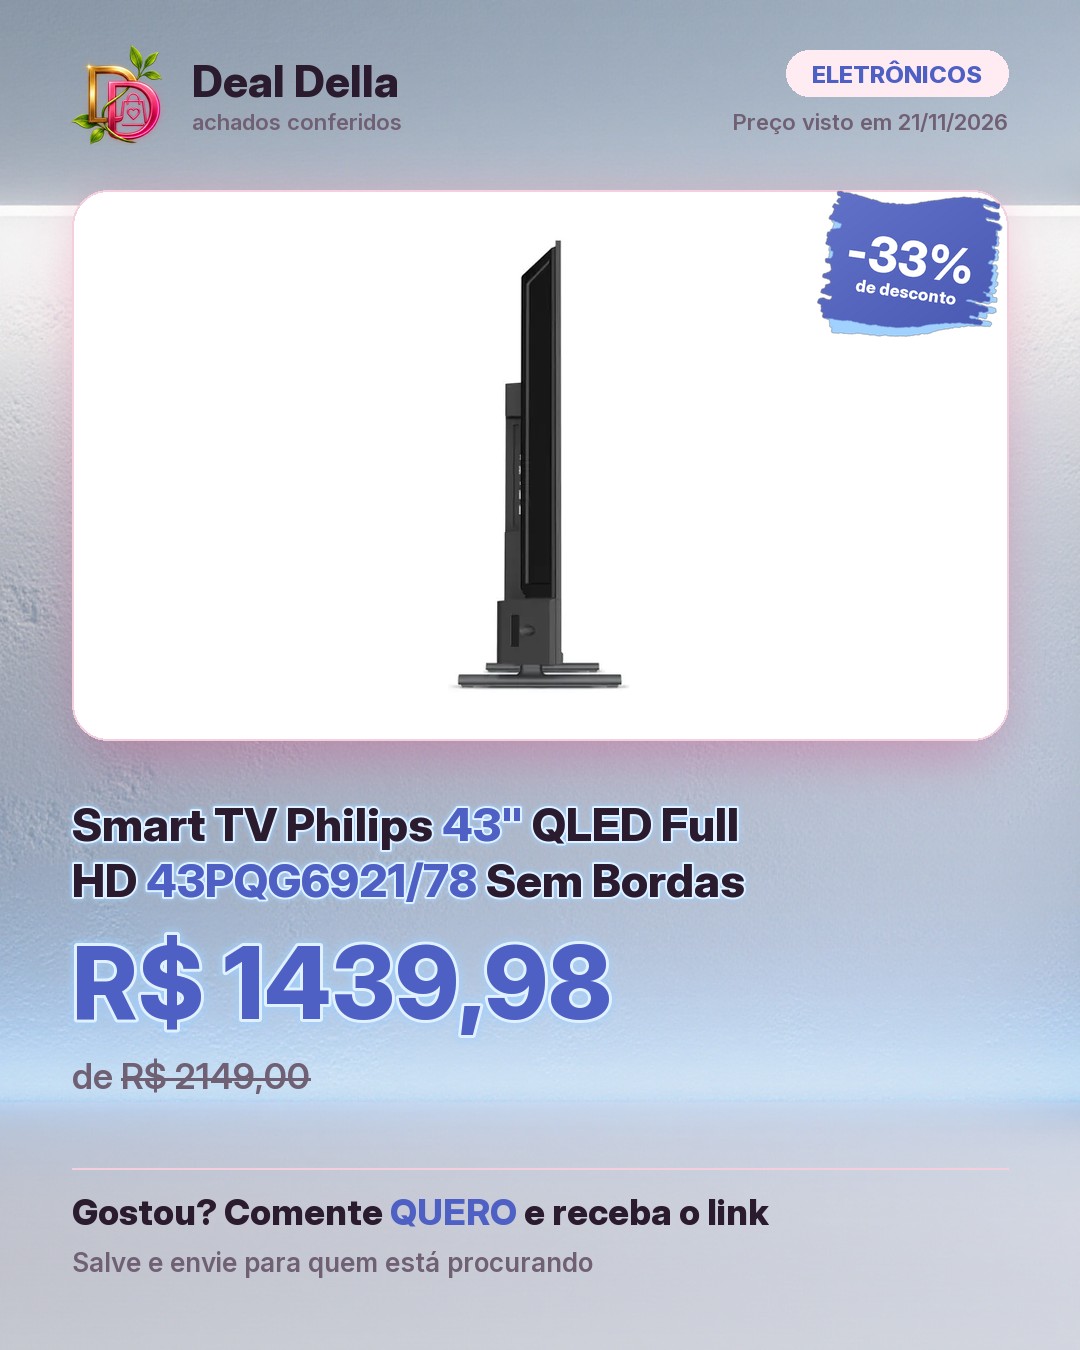 Deal Della
achados conferidos
ELETRÔNICOS
Preço visto em 21/11/2026
-33%
de desconto
Smart TV Philips 43" QLED Full
HD 43PQG6921/78 Sem Bordas
R$ 1439,98
de R$ 2149,00
Gostou? Comente QUERO e receba o link
Salve e envie para quem está procurando